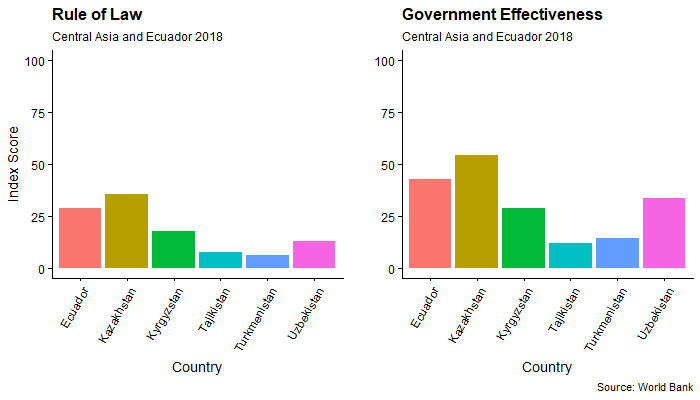 Rule of Law
Central Asia and Ecuador 2018
100
75
50
25
0
Index Score
Ecuador
Kazakhstan
Kyrgyzstan
Tajikistan
Turkmenistan
Uzbekistan
Country
Government Effectiveness
Central Asia and Ecuador 2018
100
75
50
25
0
Ecuador
Kazakhstan
Kyrgyzstan
Tajikistan
Turkmenistan
Uzbekistan
Country
Source: World Bank